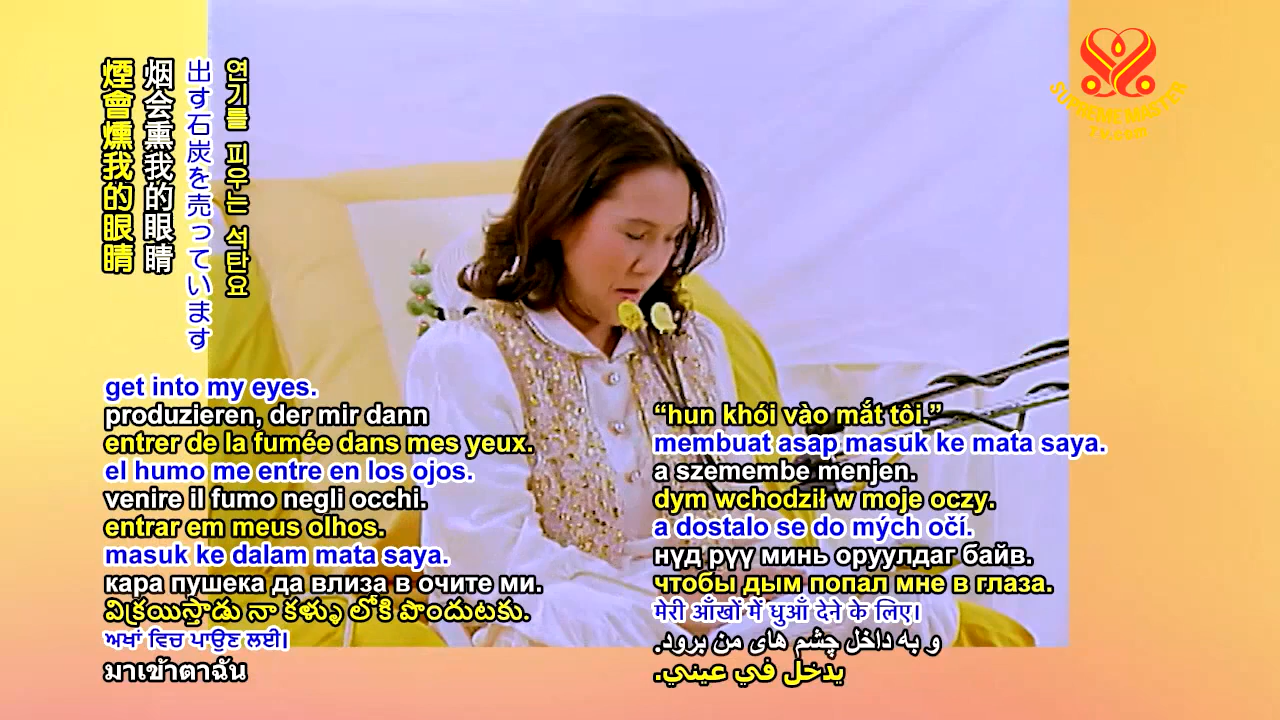 煙會燻我的眼睛
烟会熏我的眼睛
出す石炭を売っています
연기를 피우는 석탄요
SUPREME MASTER
TV.com
get into my eyes.
produzieren, der mir dann
entrer de la fumée dans mes yeux.
el humo me entre en los ojos.
venire il fumo negli occhi.
entrar em meus olhos.
masuk ke dalam mata saya.
кара пушека да влиза в очите ми.
విక్రయిస్తాడు నా కళ్ళు లోకి పొందుటకు.
ਅਖਾਂ ਵਿਚ ਪਾਉਣ ਲਈ।
มาเข้าตาฉัน
“hun khói vào mắt tôi.”
membuat asap masuk ke mata saya.
a szemembe menjen.
dym wchodził w moje oczy.
a dostalo se do mých očí.
нүд рүү минь оруулдаг байв.
чтобы дым попал мне в глаза.
मेरी आँखों में धुआँ देने के लिए।
و به داخل چشم های من برود.
يدخل في عيني.